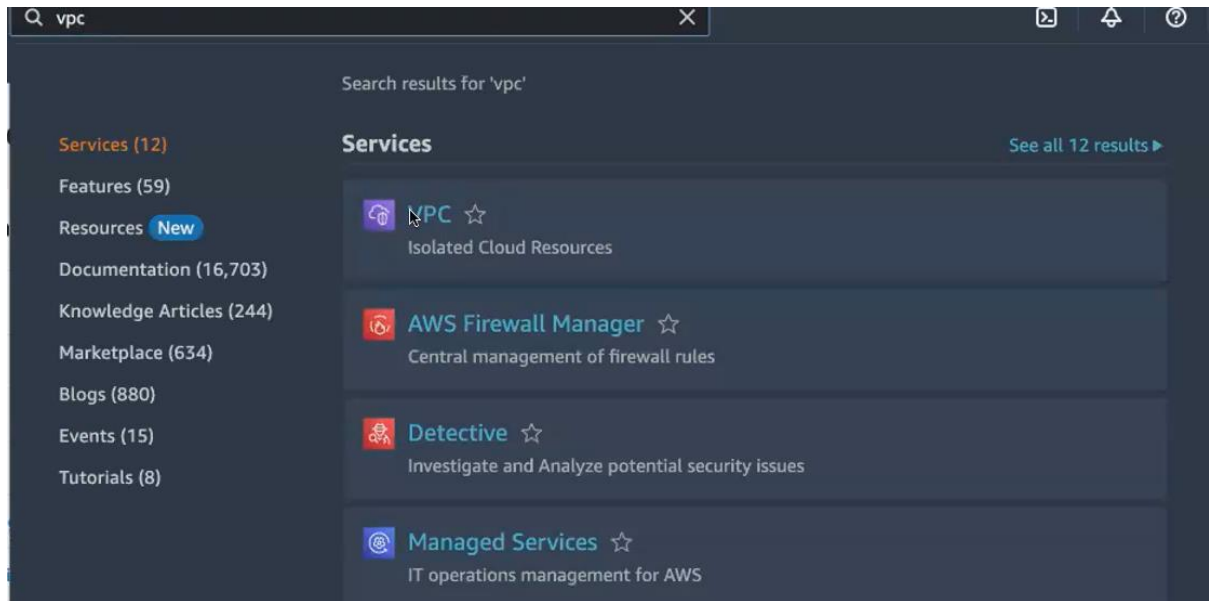 vpc
Search results for 'vpc'
Services (12)
Features (59)
Resources New
Documentation (16,703)
Knowledge Articles (244)
Marketplace (634)
Blogs (880)
Events (15)
Tutorials (8)
Services
See all 12 results
VPC
Isolated Cloud Resources
AWS Firewall Manager
Central management of firewall rules
Detective
Investigate and Analyze potential security issues
Managed Services
IT operations management for AWS